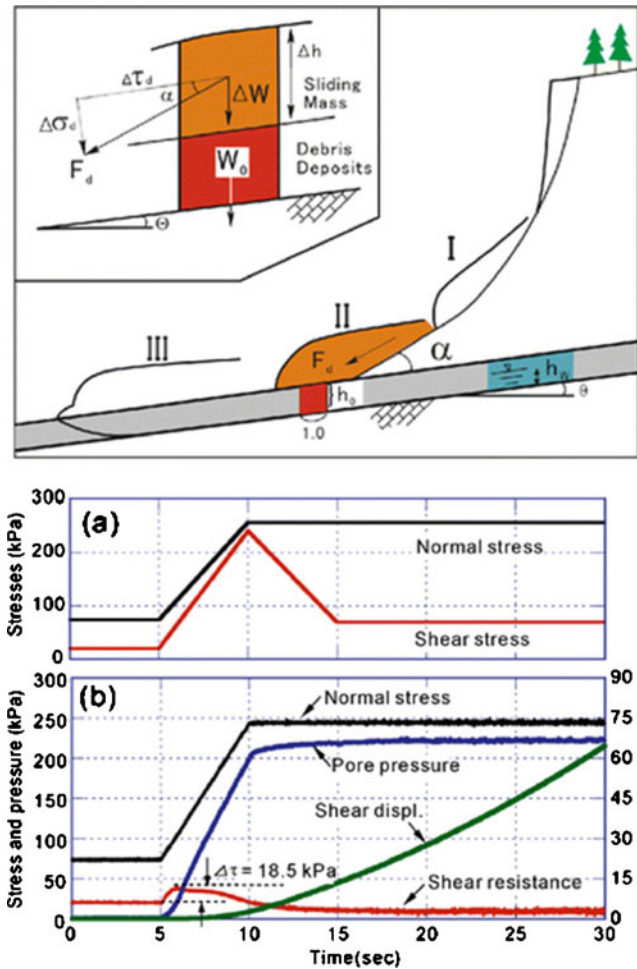 Δh
Δτd
α
ΔW
Sliding
Mass
Δσd
Fd
W0
Debris
Deposits
Θ
I
II
III
Fd
α
hw
h0
θ
1.0
(a)
300
200
100
0
Stresses (kPa)
Normal stress
Shear stress
(b)
300
250
200
150
100
50
0
Stress and pressure (kPa)
90
75
60
45
30
15
0
Normal stress
Pore pressure
Shear displ.
Δτ = 18.5 kPa
Shear resistance
0 5 10 15 20 25 30
Time(sec)